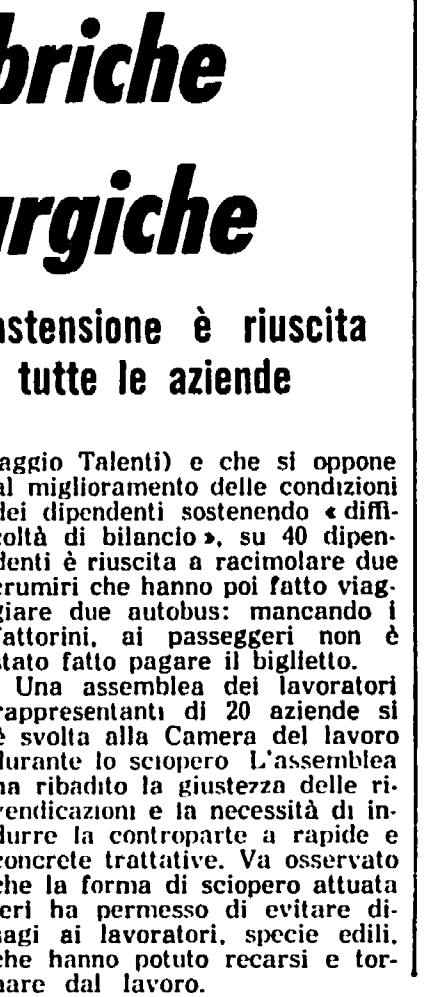 briche
urgiche
astensione è riuscita
tutte le aziende
aggio Talenti) e che si oppone
al miglioramento delle condizioni
dei dipendenti sostenendo « diffi-
coltà di bilancio », su 40 dipen-
denti è riuscita a racimolare due
crumiri che hanno poi fatto viag-
giare due autobus: mancando i
fattorini, ai passeggeri non è
stato fatto pagare il biglietto.
Una assemblea dei lavoratori
rappresentanti di 20 aziende si
è svolta alla Camera del lavoro
durante lo sciopero L'assemblea
ha ribadito la giustezza delle ri-
vendicazioni e la necessità di in-
durre la controparte a rapide e
concrete trattative. Va osservato
che la forma di sciopero attuata
ieri ha permesso di evitare di-
sagi ai lavoratori, specie edili,
che hanno potuto recarsi e tor-
nare dal lavoro.